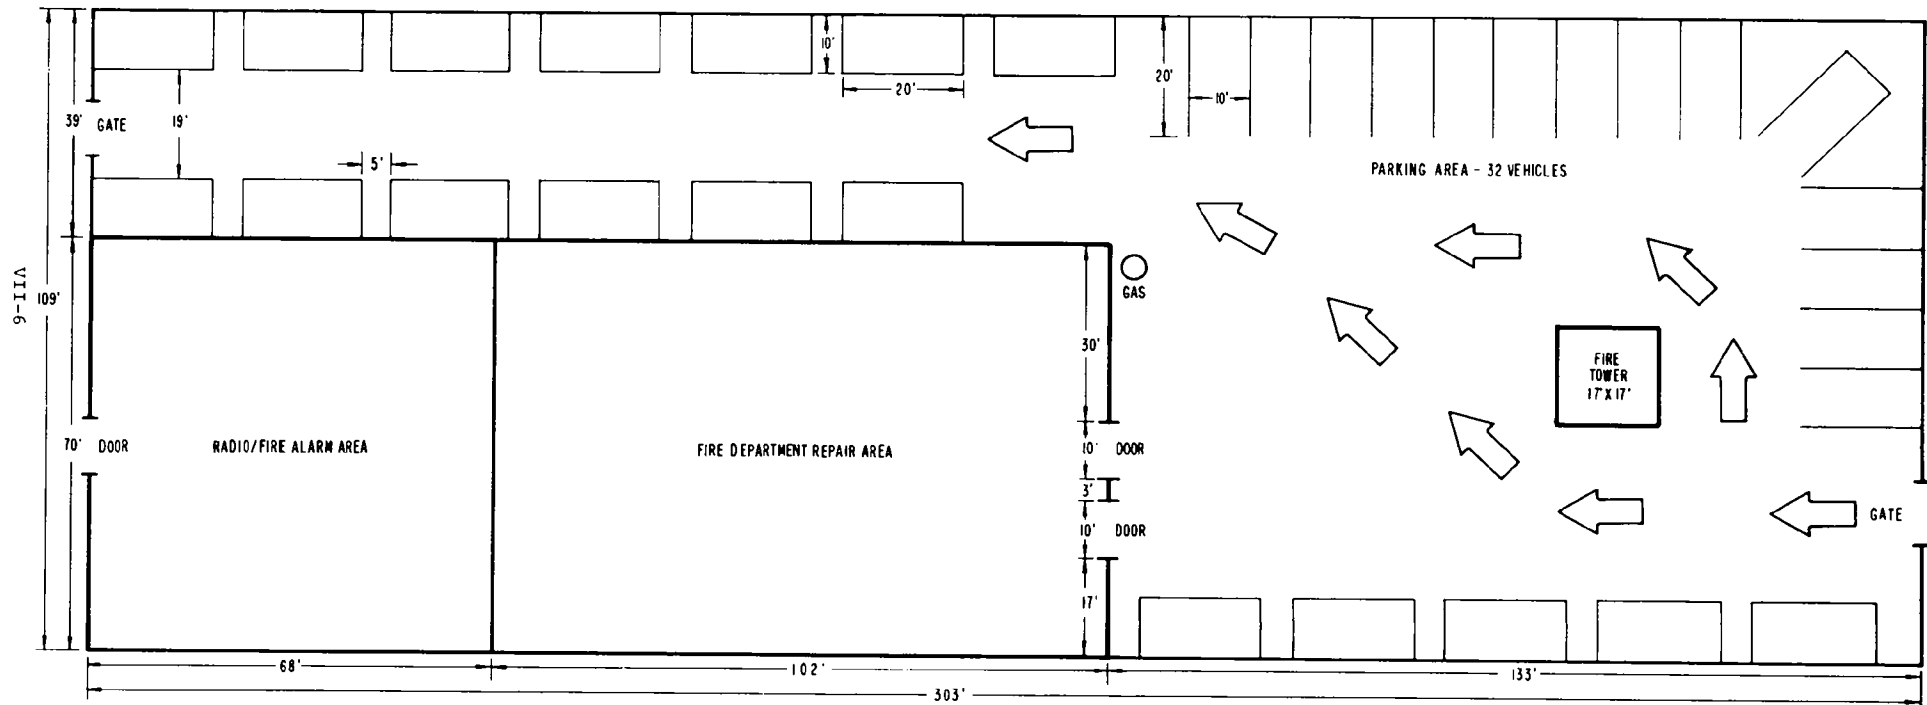 10'
20'
20'
10'
39'
GATE
19'
5'
PARKING AREA - 32 VEHICLES
VII-6
109'
GAS
30'
FIRE
TOWER
17'X 17'
70'
DOOR
RADIO/FIRE ALARM AREA
FIRE DEPARTMENT REPAIR AREA
10'
DOOR
3'
10'
DOOR
GATE
17'
68'
102'
133'
303'